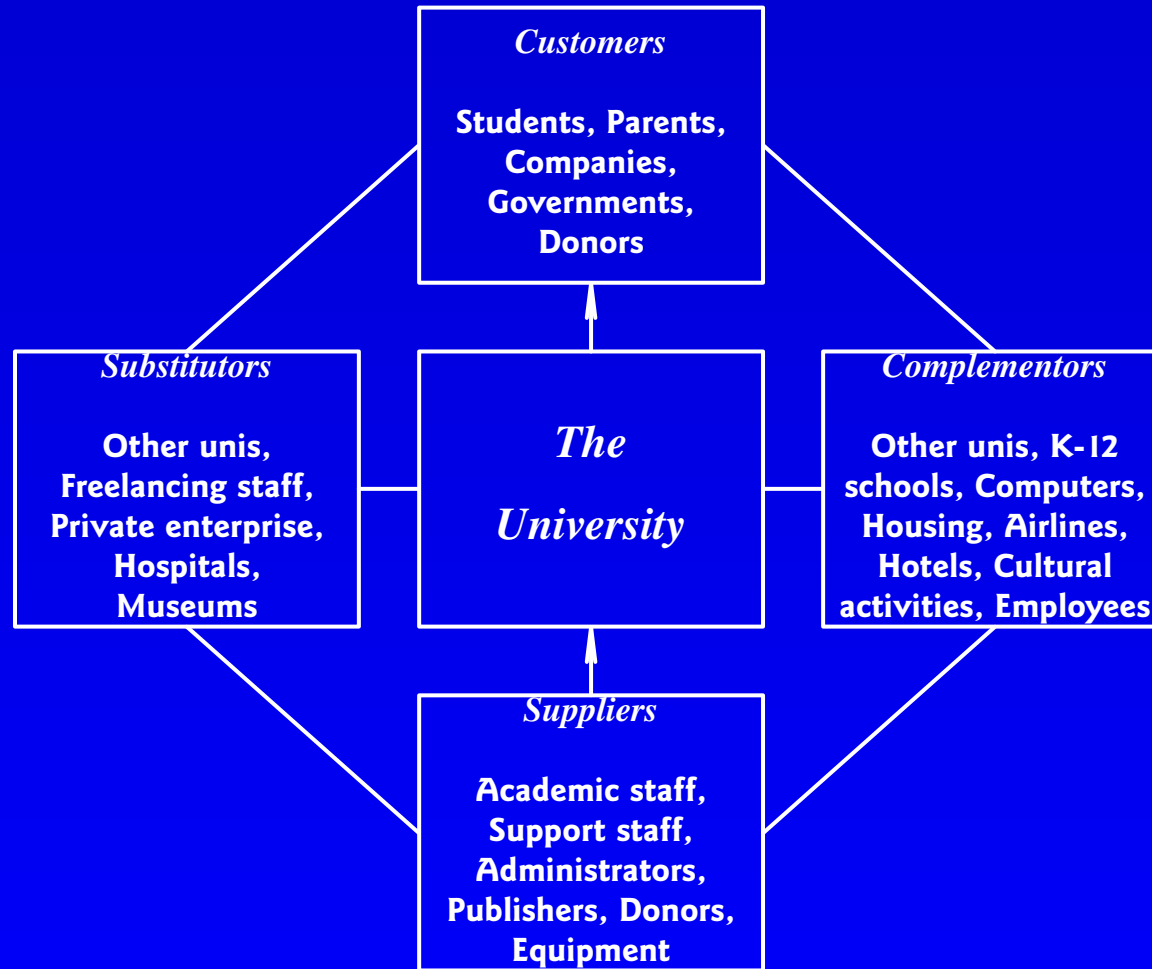 Customers
Students, Parents,
Companies,
Governments,
Donors
Substitutors
Other unis,
Freelancing staff,
Private enterprise,
Hospitals,
Museums
The
University
Complementors
Other unis, K-12
schools, Computers,
Housing, Airlines,
Hotels, Cultural
activities, Employees
Suppliers
Academic staff,
Support staff,
Administrators,
Publishers, Donors,
Equipment